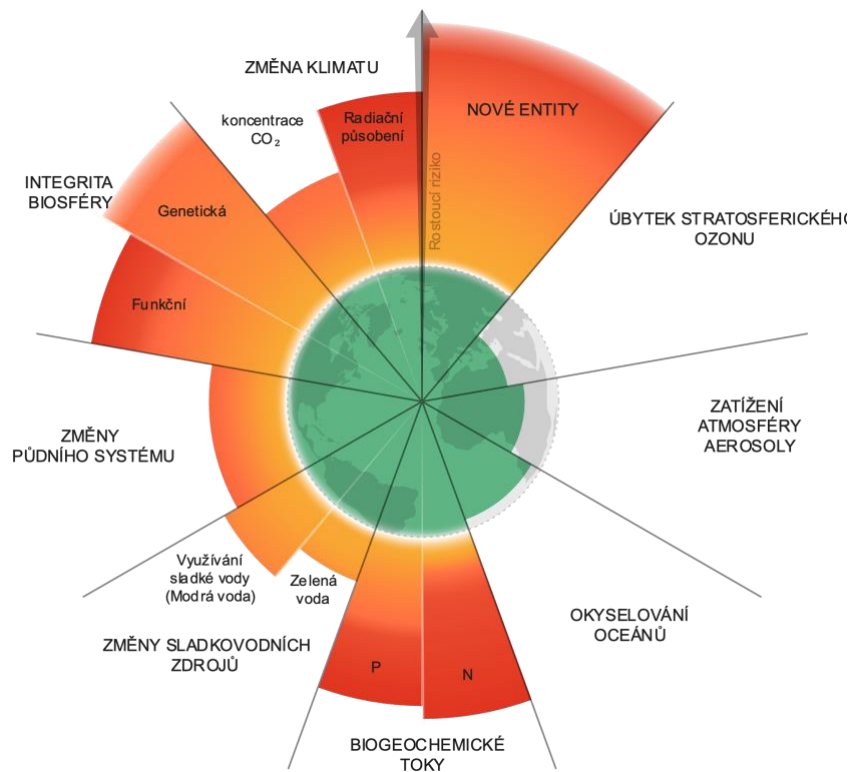 ZMĚNA KLIMATU
koncentrace
CO₂
Radiační
působení
NOVÉ ENTITY
Rostoucí riziko
INTEGRITA
BIOSFÉRY
Genetická
Funkční
ÚBYTEK STRATOSFERICKÉHO
OZONU
ZATÍŽENÍ
ATMOSFÉRY
AEROSOLY
ZMĚNY
PŮDNÍHO SYSTÉMU
Využívání
sladké vody
(Modrá voda)
Zelená
voda
ZMĚNY SLADKOVODNÍCH
ZDROJŮ
P
N
OKYSELOVÁNÍ
OCEÁNŮ
BIOGEOCHEMICKÉ
TOKY